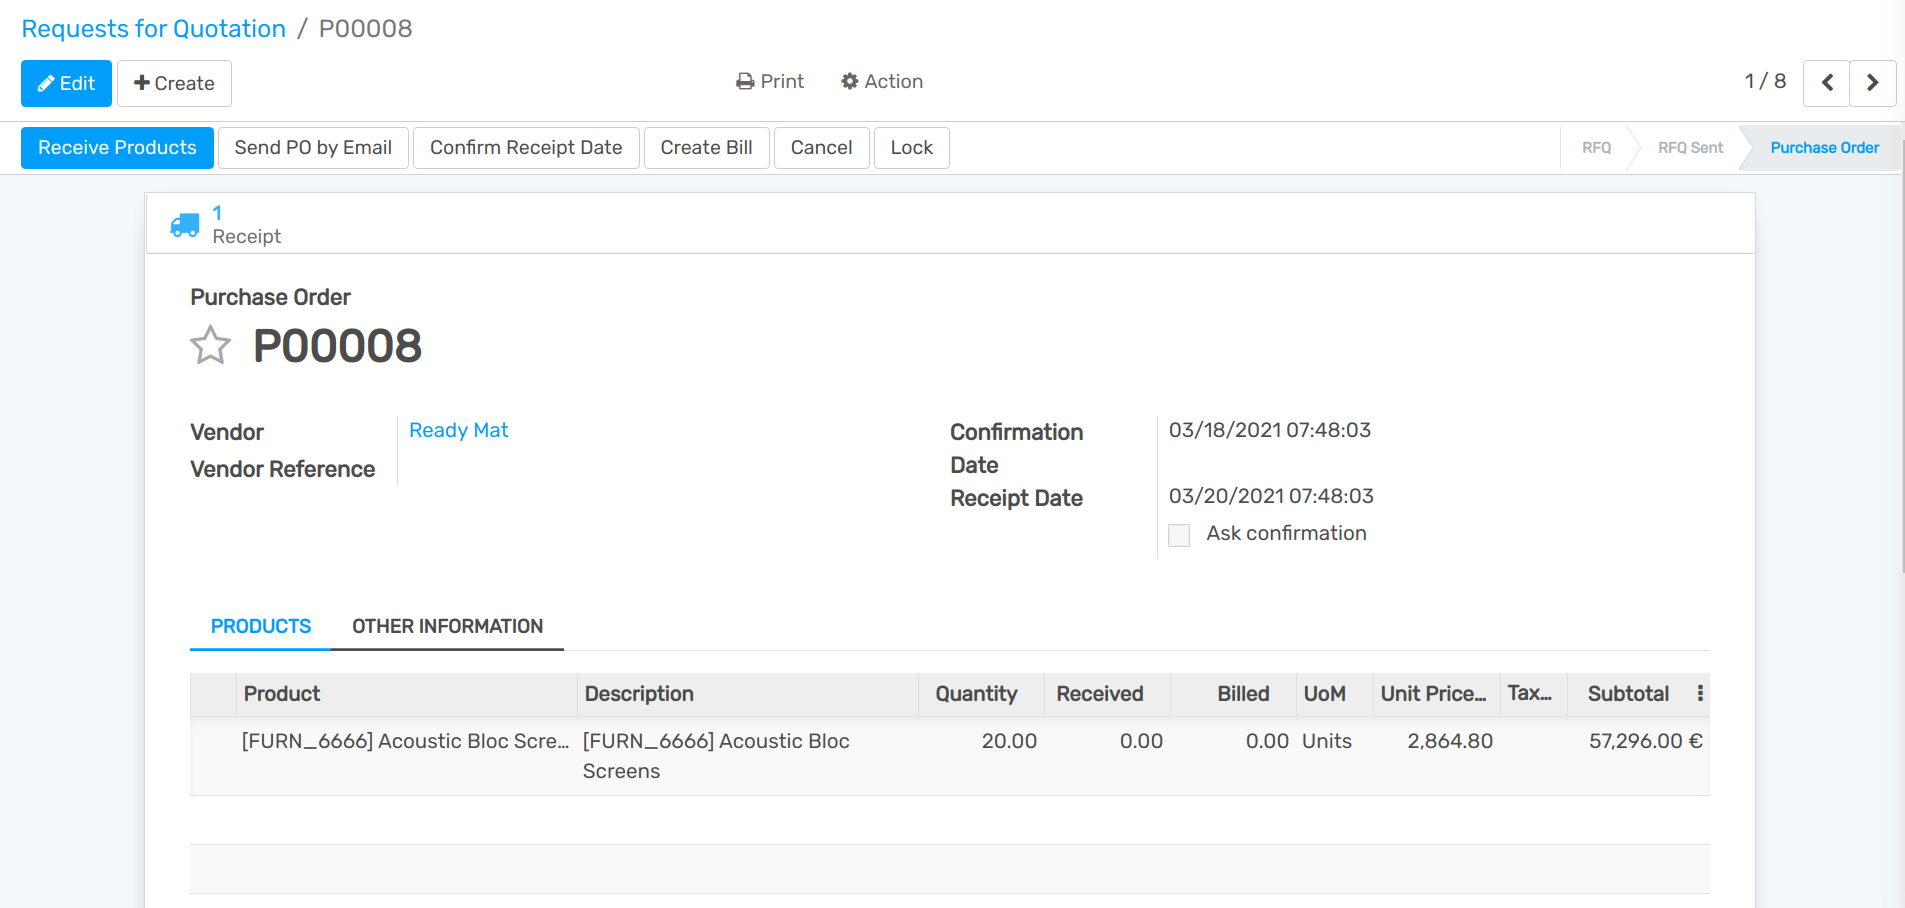 Requests for Quotation / P00008
Edit
Create
Print
Action
1 / 8
Receive Products
Send PO by Email
Confirm Receipt Date
Create Bill
Cancel
Lock
RFQ
RFQ Sent
Purchase Order
1
Receipt
Purchase Order
P00008
Vendor
Ready Mat
Vendor Reference
Confirmation
Date
03/18/2021 07:48:03
Receipt Date
03/20/2021 07:48:03
Ask confirmation
PRODUCTS
OTHER INFORMATION
Product Description Quantity Received Billed UoM Unit Price... Tax... Subtotal
[FURN_6666] Acoustic Bloc Scre... [FURN_6666] Acoustic Bloc 20.00 0.00 0.00 Units 2,864.80 57,296.00 €
Screens